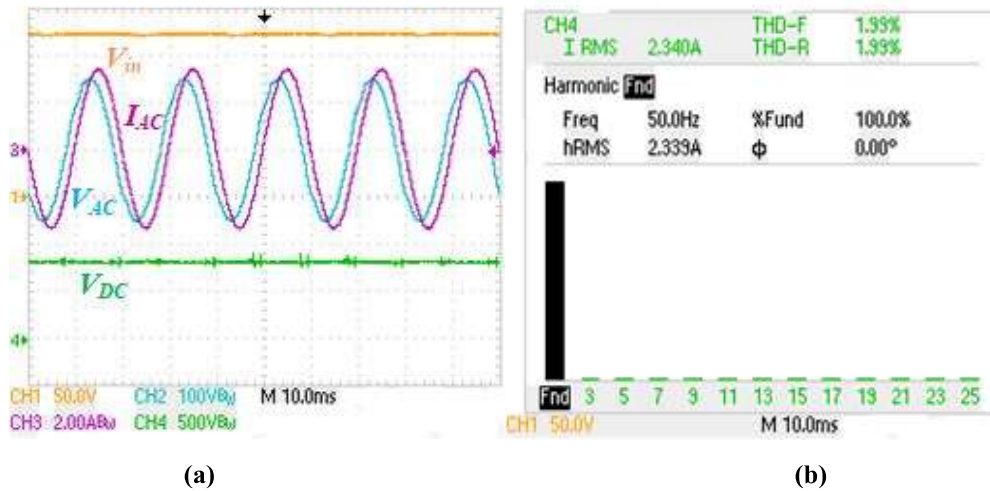 V_in
I_AC
V_AC
V_DC
3
1
4
CH1 50.0V CH2 100VBw M 10.0ms
CH3 2.00ABw CH4 500VBw
(a)
CH4 THD-F 1.99%
I RMS 2.340A THD-R 1.99%
Harmonic Fnd
Freq 50.0Hz %Fund 100.0%
hRMS 2.339A ϕ 0.00°
Fnd 3 5 7 9 11 13 15 17 19 21 23 25
CH1 50.0V M 10.0ms
(b)